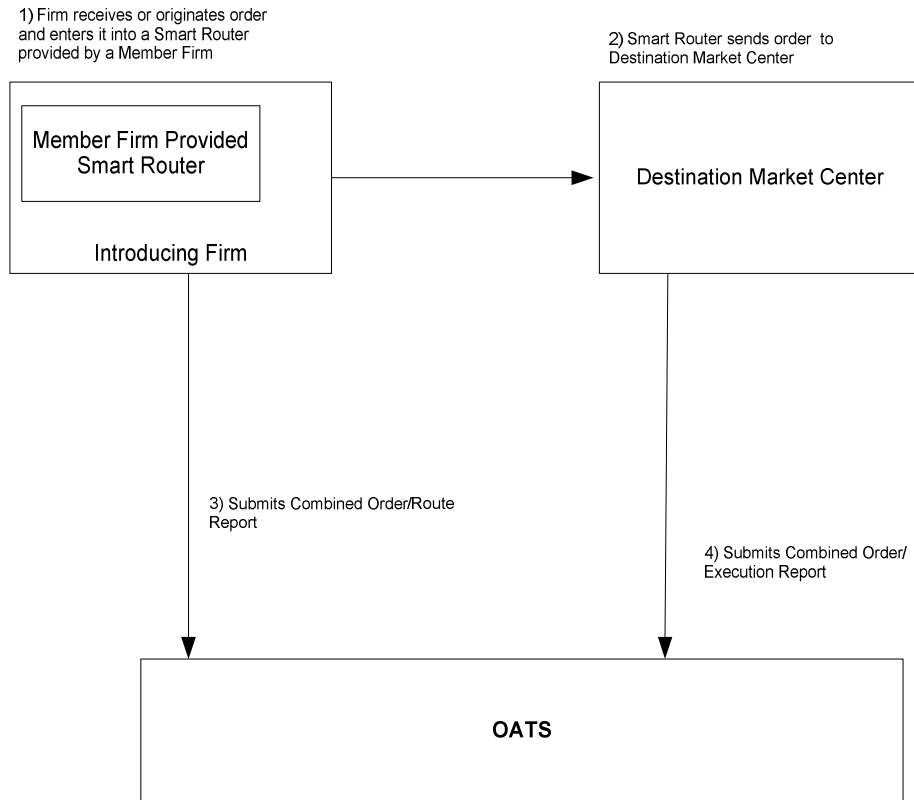 1) Firm receives or originates order
and enters it into a Smart Router
provided by a Member Firm
2) Smart Router sends order to
Destination Market Center
Member Firm Provided
Smart Router
Introducing Firm
Destination Market Center
3) Submits Combined Order/Route
Report
4) Submits Combined Order/
Execution Report
OATS